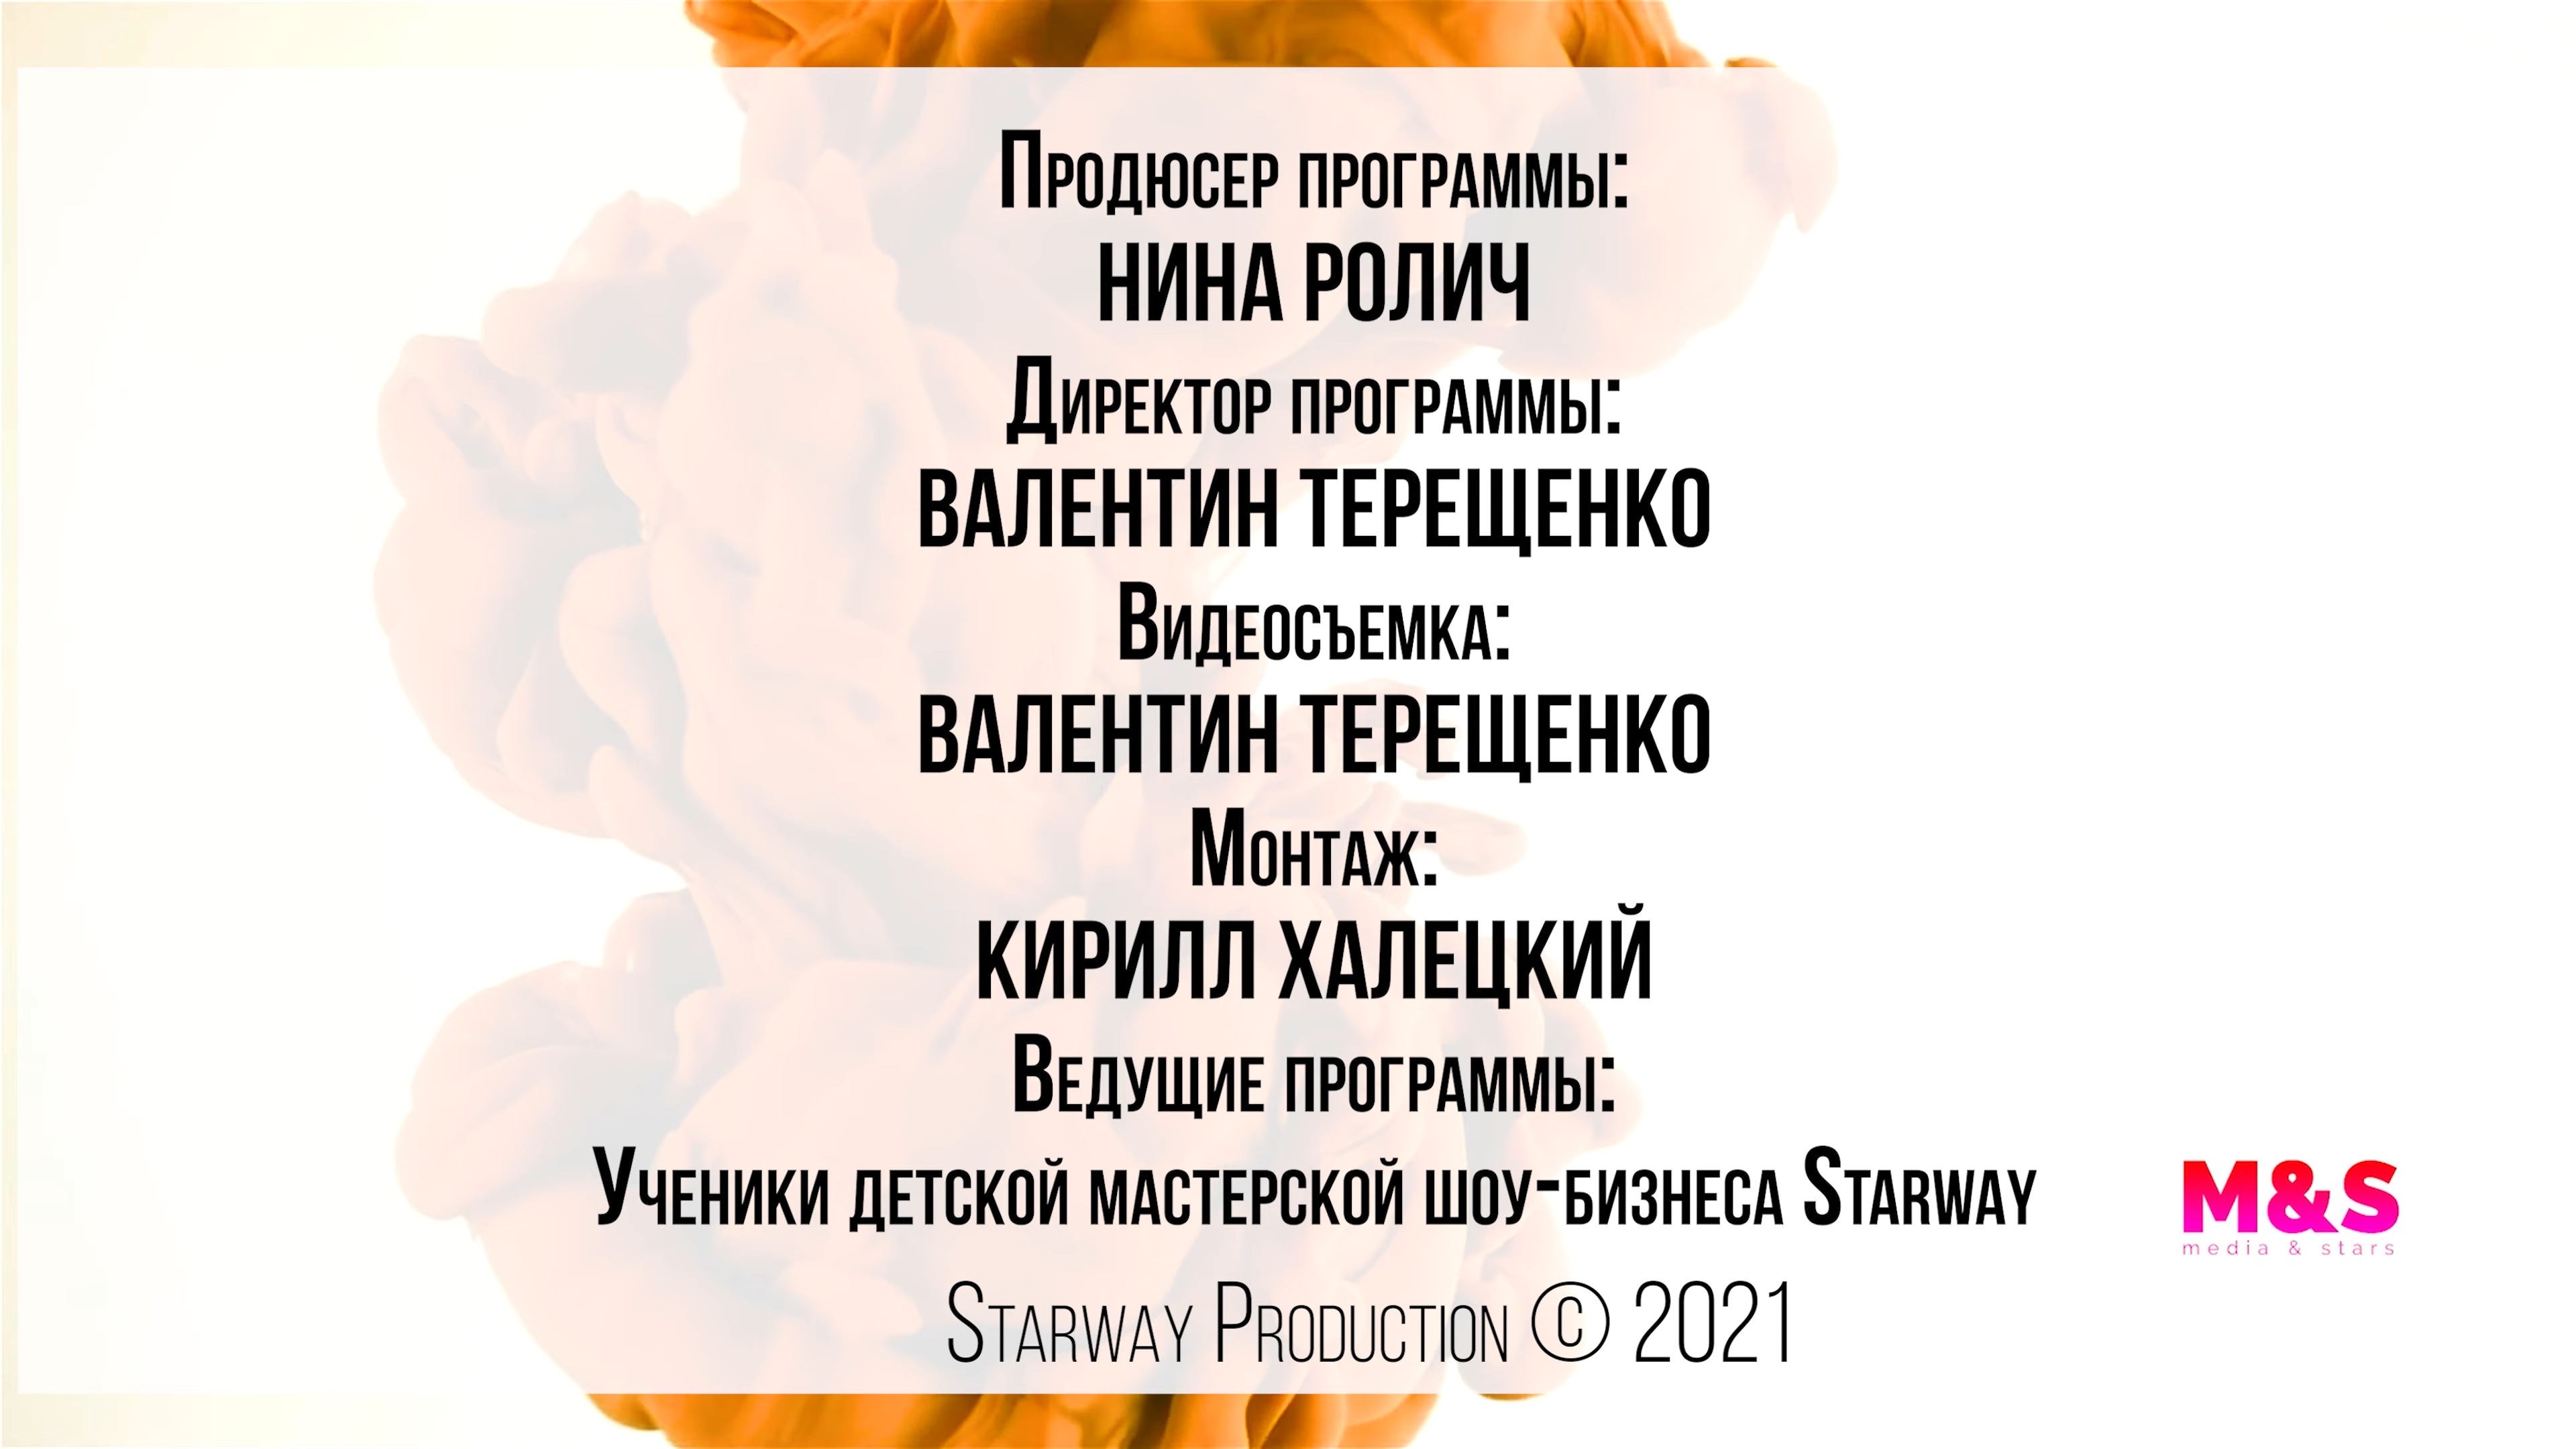 Продюсер программы:
НИНА РОЛИЧ
Директор программы:
ВАЛЕНТИН ТЕРЕЩЕНКО
Видеосъемка:
ВАЛЕНТИН ТЕРЕЩЕНКО
Монтаж:
КИРИЛЛ ХАЛЕЦКИЙ
Ведущие программы:
Ученики детской мастерской шоу-бизнеса Starway
M&S
media & stars
Starway Production © 2021